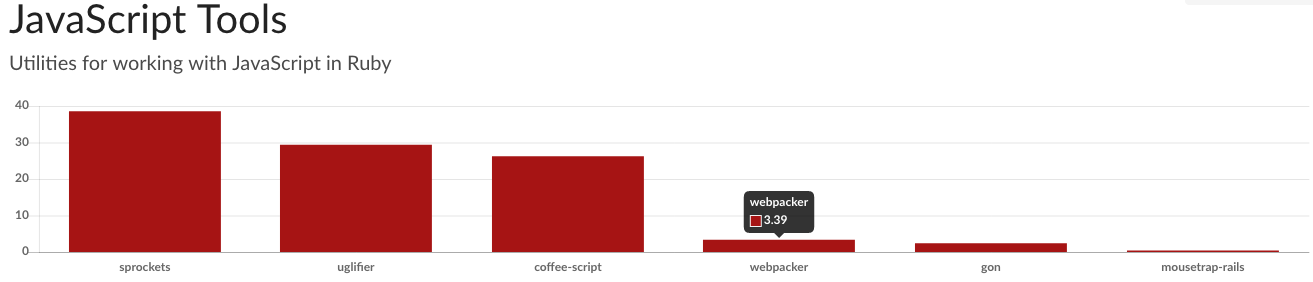 JavaScript Tools
Utilities for working with JavaScript in Ruby
40
30
20
10
0
webpacker
3.39
sprockets uglifier coffee-script webpacker gon mousetrap-rails